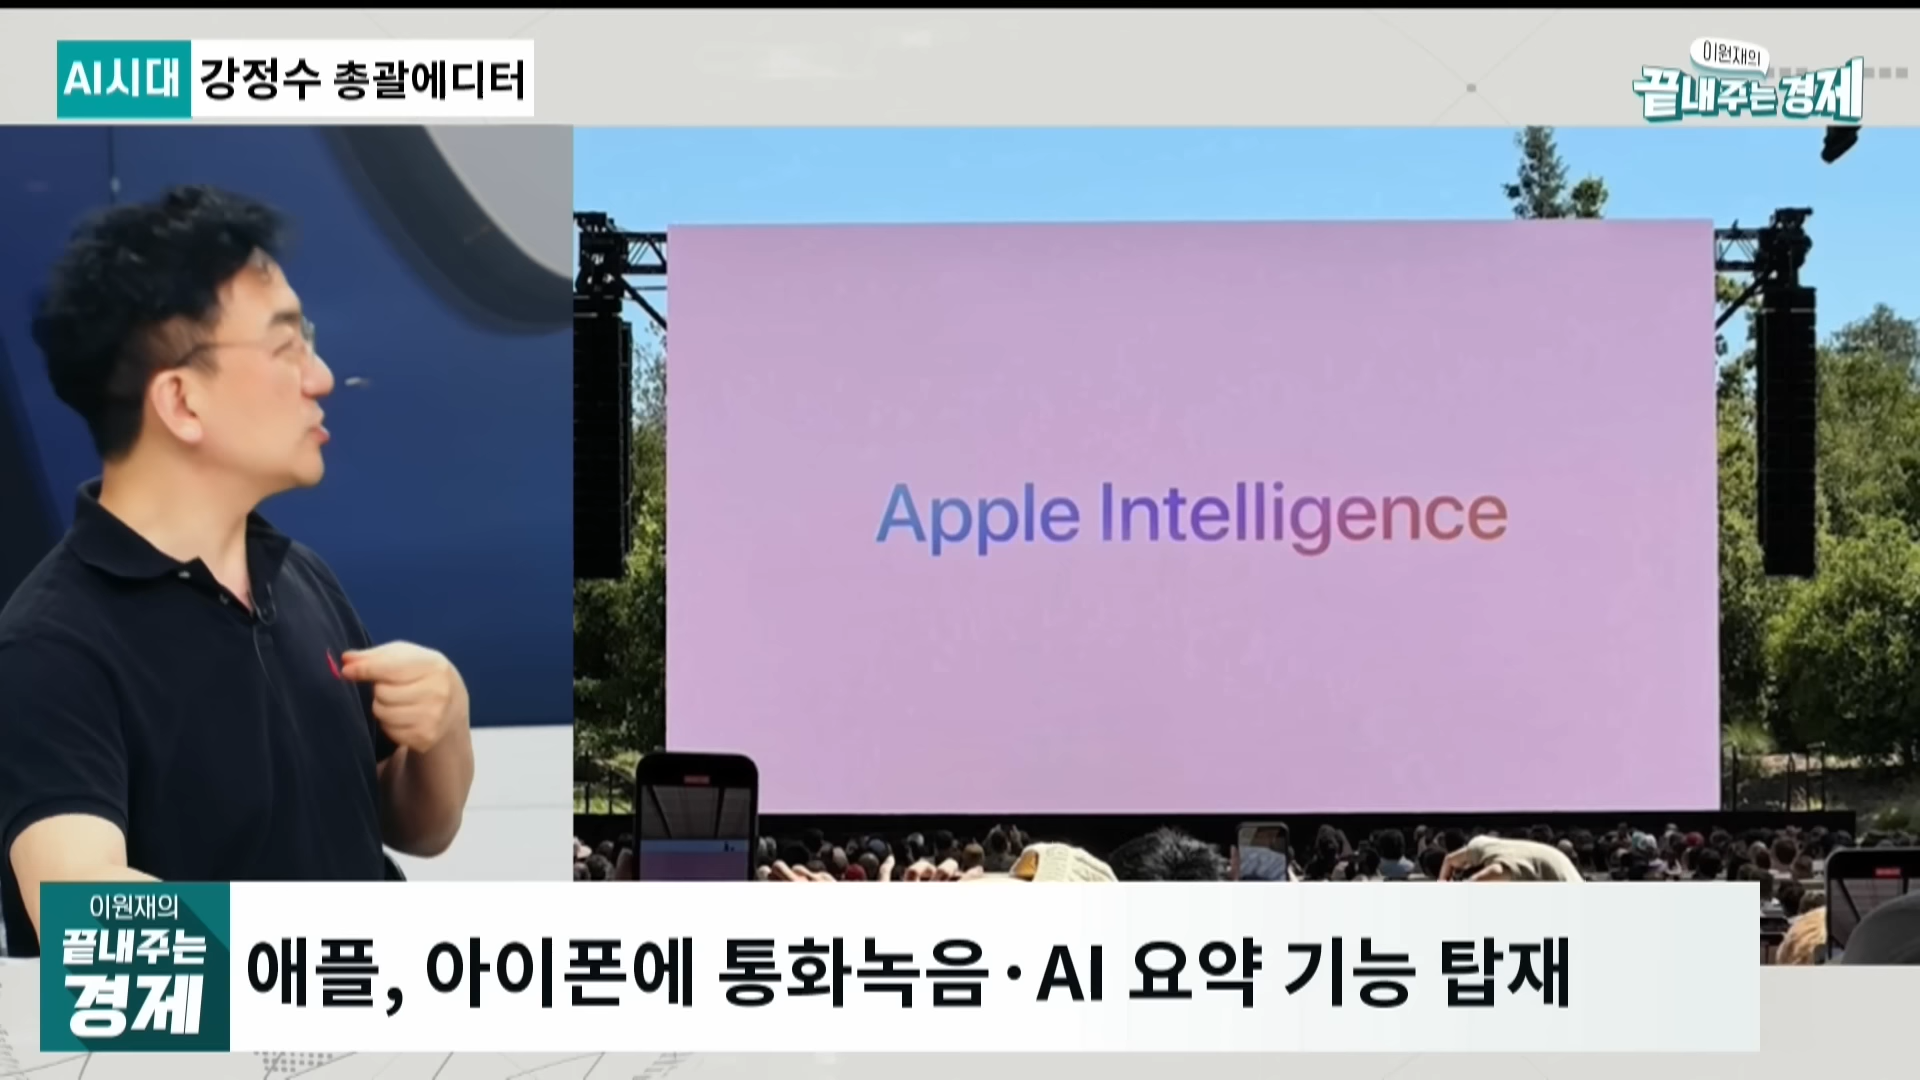 AI시대 강정수 총괄에디터
이원재의
끝내주는 경제
Apple Intelligence
이원재의
끝내주는
경제
애플, 아이폰에 통화녹음·AI 요약 기능 탑재